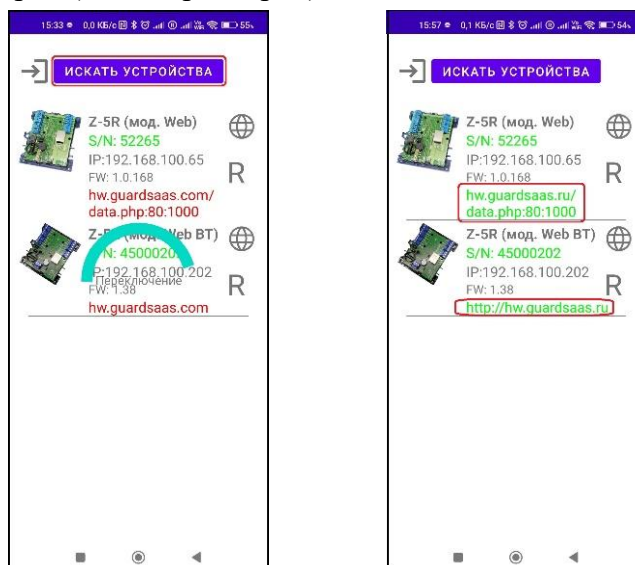 15:33 0,0 КБ/с 55
ИСКАТЬ УСТРОЙСТВА
Z-5R (мод. Web)
S/N: 52265
IP:192.168.100.65
FW: 1.0.168
R
hw.guardsaas.com/
data.php:80:1000
Z-5R (мод. Web BT)
S/N: 45000202
IP:192.168.100.202
Переключение
FW: 1.38
R
hw.guardsaas.com
15:57 0,1 КБ/с 54
ИСКАТЬ УСТРОЙСТВА
Z-5R (мод. Web)
S/N: 52265
IP:192.168.100.65
FW: 1.0.168
R
hw.guardsaas.ru/
data.php:80:1000
Z-5R (мод. Web BT)
S/N: 45000202
IP:192.168.100.202
FW: 1.38
R
http://hw.guardsaas.ru